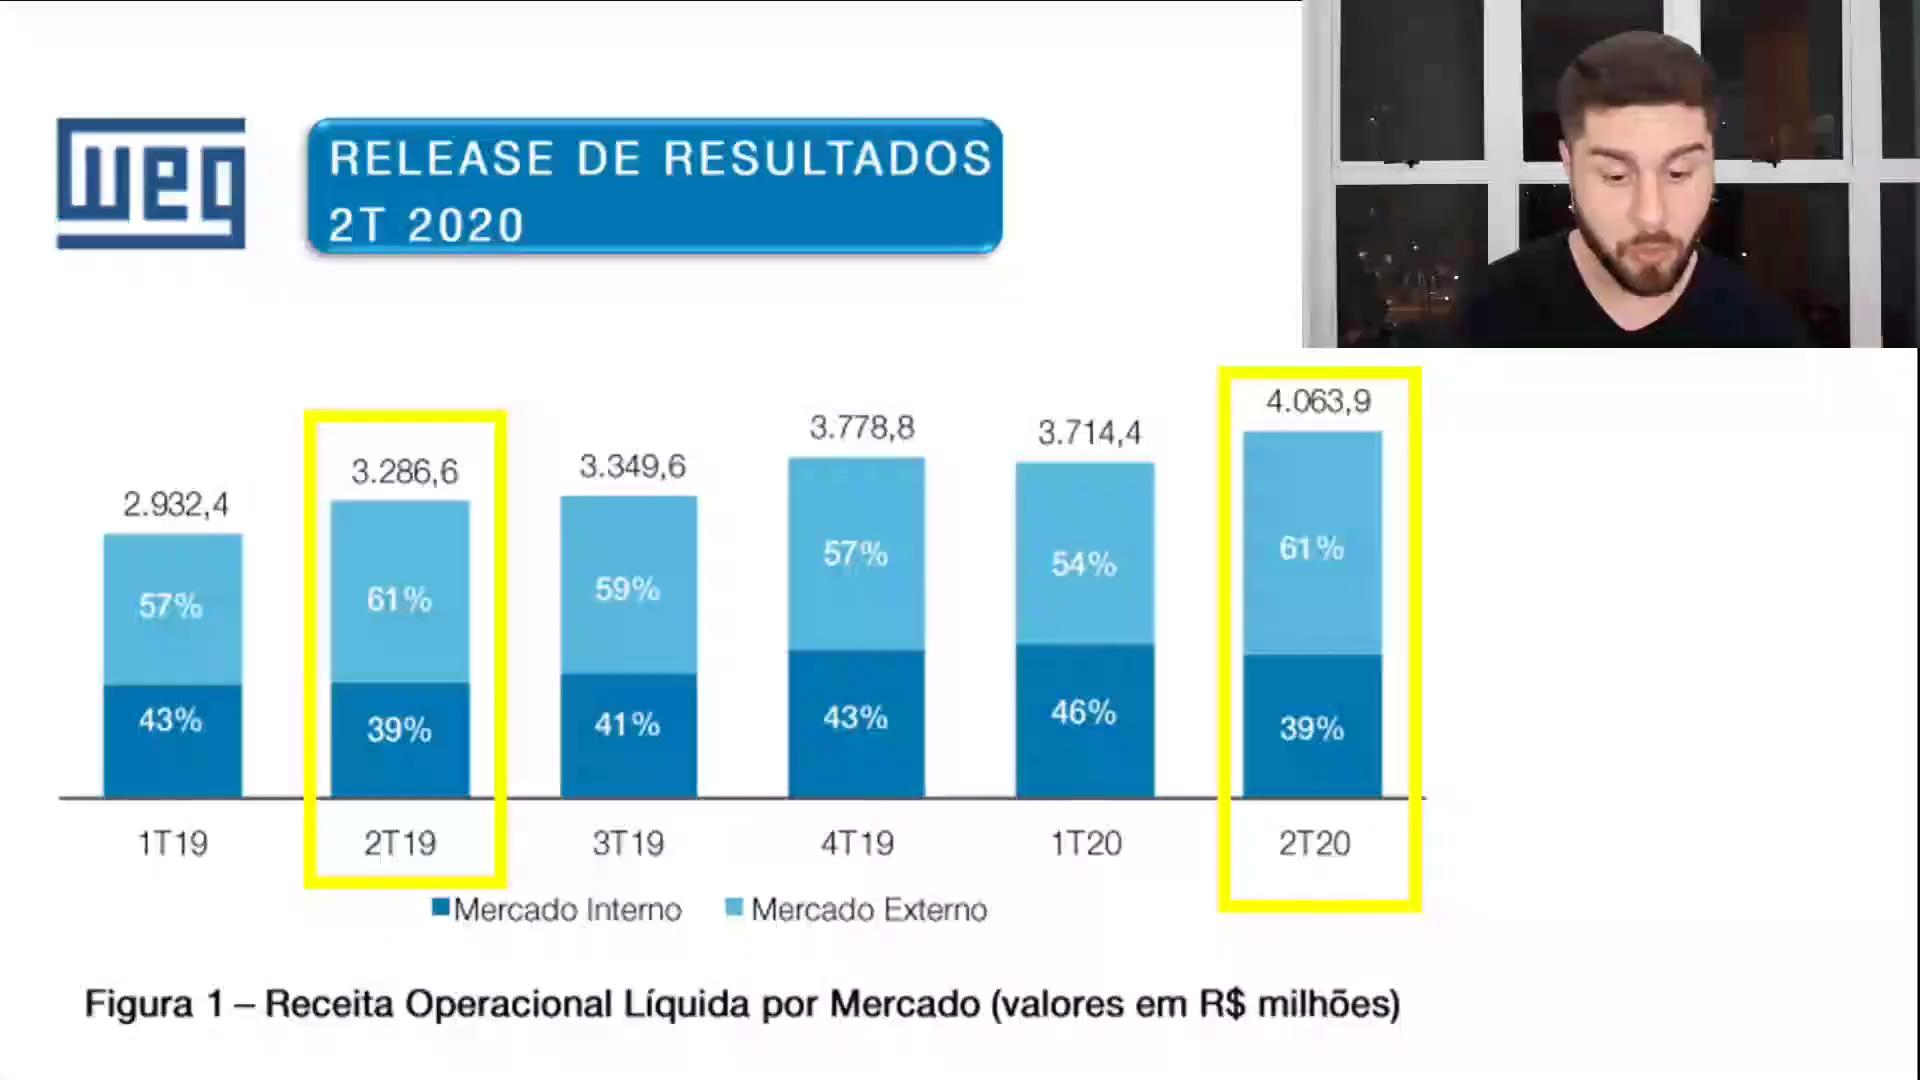 weg
RELEASE DE RESULTADOS
2T 2020
2.932,4
3.286,6
3.349,6
3.778,8
3.714,4
4.063,9
57%
61%
59%
57%
54%
61%
43%
39%
41%
43%
46%
39%
1T19
2T19
3T19
4T19
1T20
2T20
Mercado Interno
Mercado Externo
Figura 1 – Receita Operacional Líquida por Mercado (valores em R$ milhões)